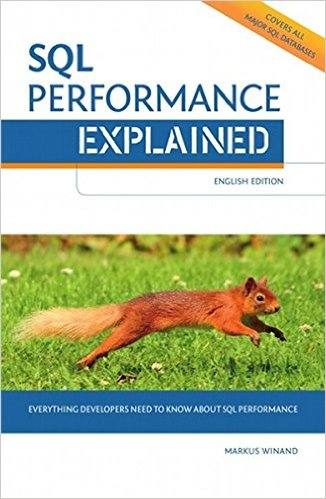 COVERS ALL
MAJOR SQL DATABASES
SQL
PERFORMANCE
EXPLAINED
ENGLISH EDITION
EVERYTHING DEVELOPERS NEED TO KNOW ABOUT SQL PERFORMANCE
MARKUS WINAND